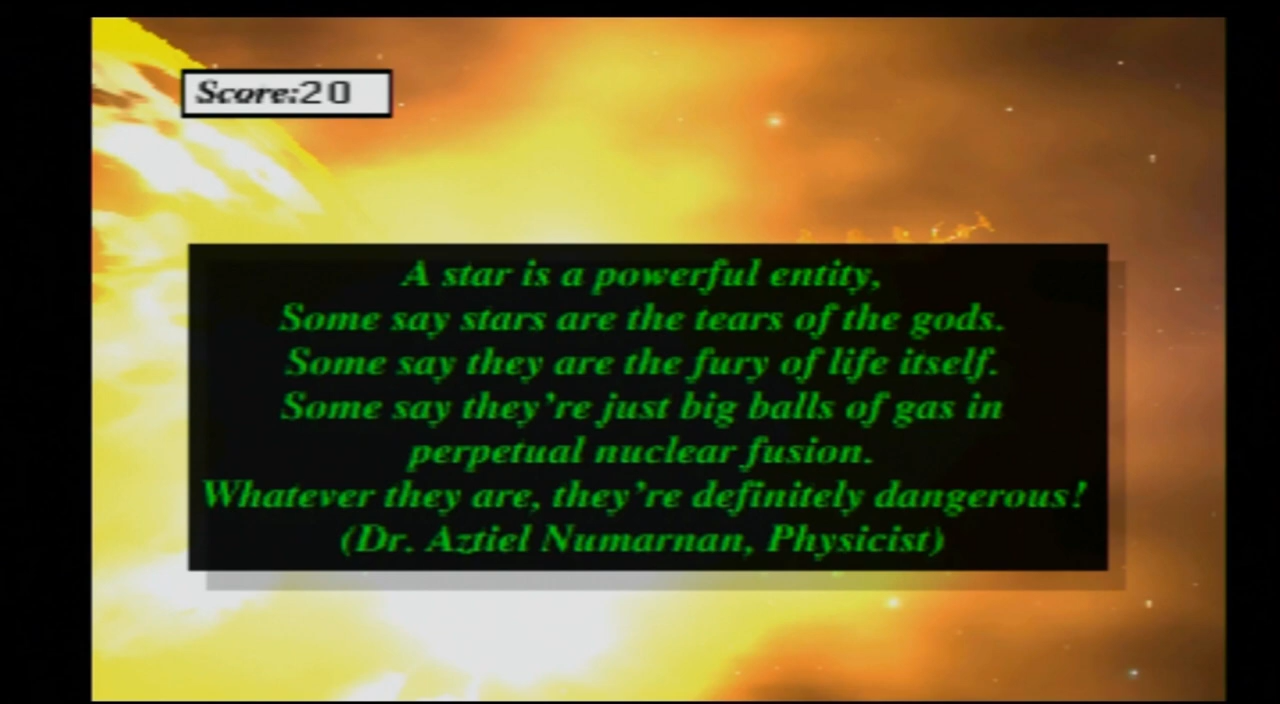 Score:20
A star is a powerful entity,
Some say stars are the tears of the gods.
Some say they are the fury of life itself.
Some say they're just big balls of gas in
perpetual nuclear fusion.
Whatever they are, they're definitely dangerous!
(Dr. Aztiel Numarnan, Physicist)